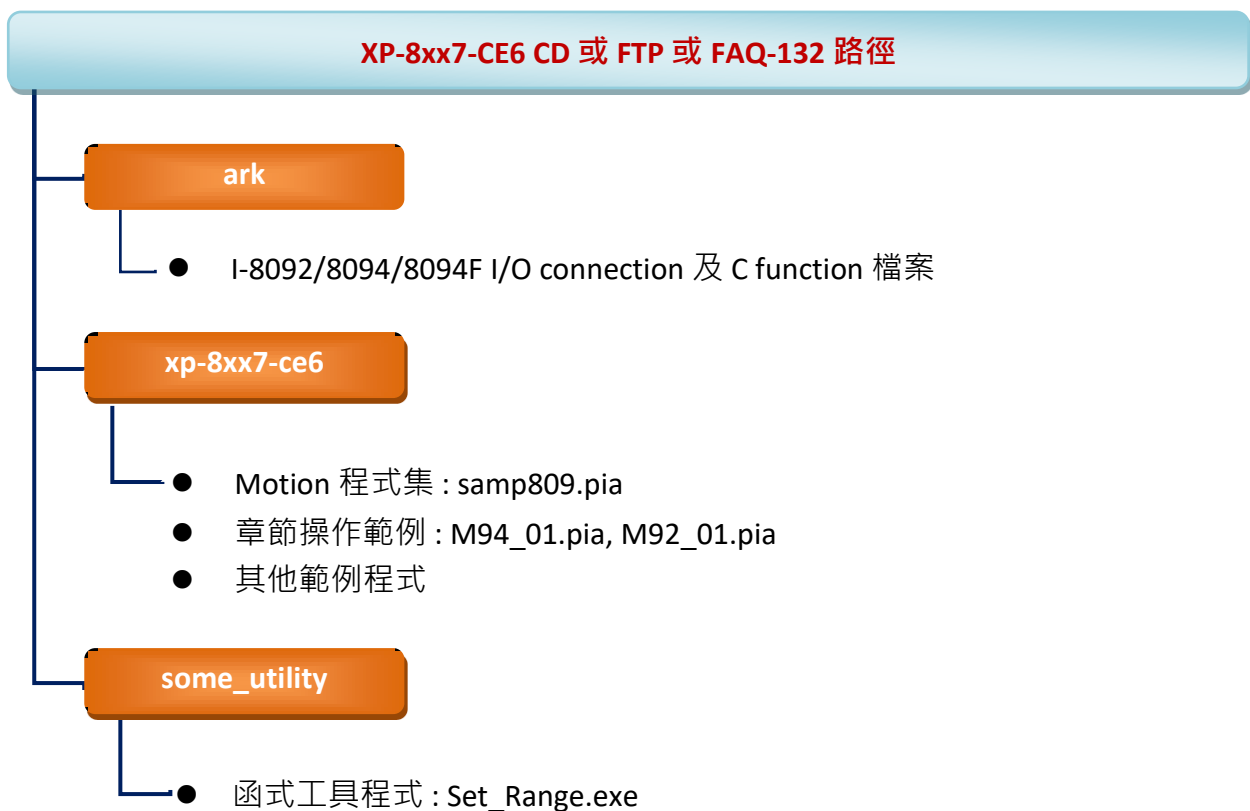 XP-8xx7-CE6 CD 或 FTP 或 FAQ-132 路徑
ark
● I-8092/8094/8094F I/O connection 及 C function 檔案
xp-8xx7-ce6
● Motion 程式集 : samp809.pia
● 章節操作範例 : M94_01.pia, M92_01.pia
● 其他範例程式
some_utility
● 函式工具程式 : Set_Range.exe